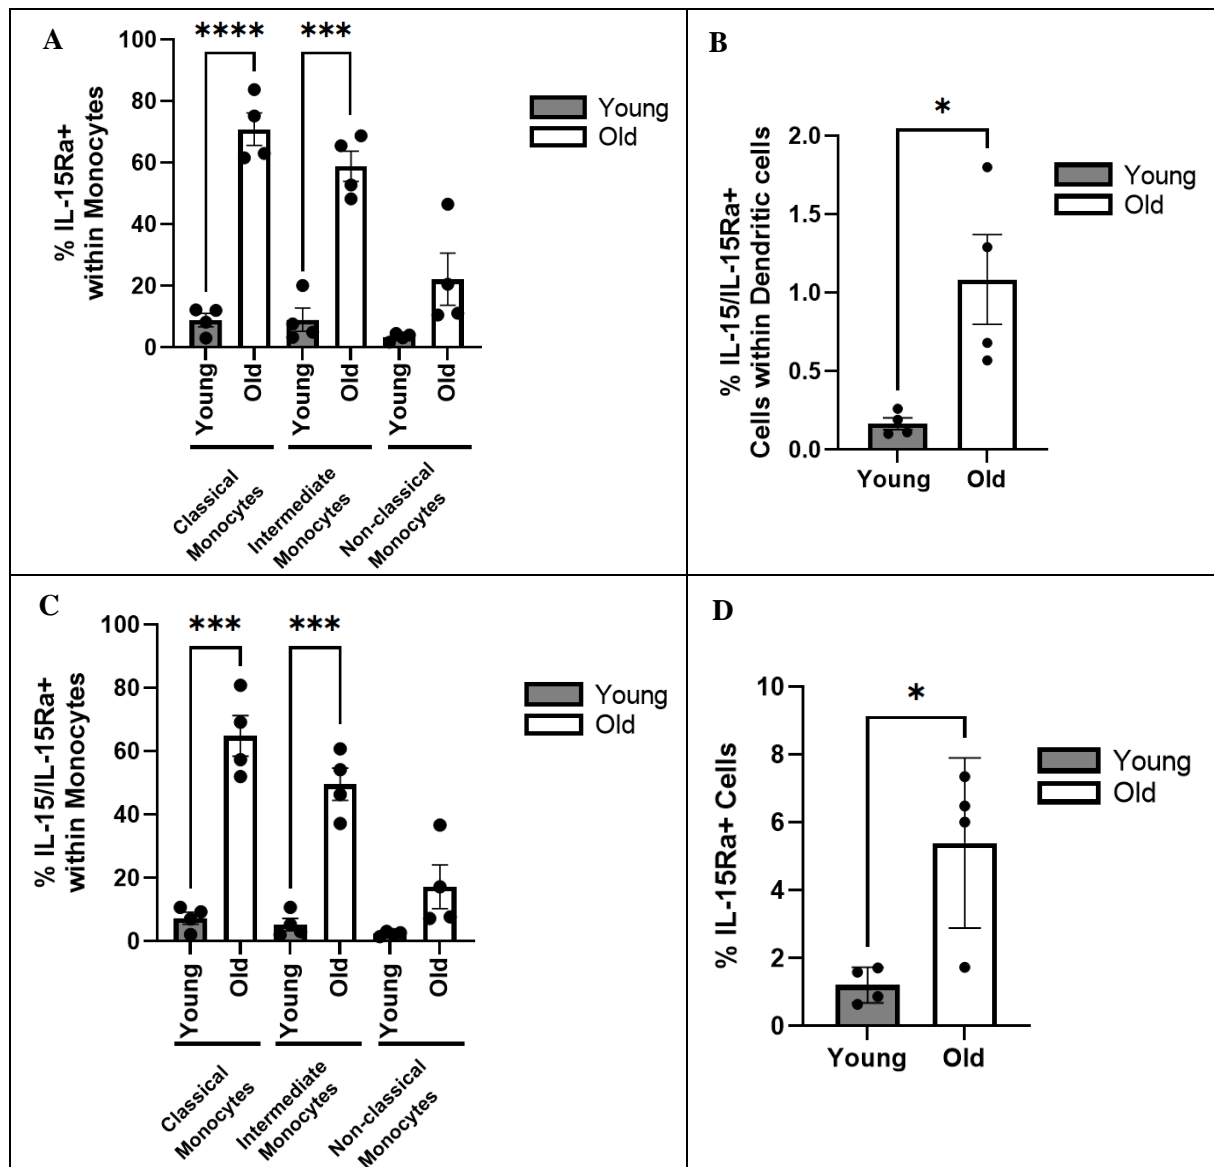 A
% IL-15Ra+
within Monocytes
100
80
60
40
20
0
****
***
Young
Old
Young
Old
Young
Old
Young
Old
Classical
Monocytes
Intermediate
Monocytes
Non-classical
Monocytes
B
% IL-15/IL-15Ra+
Cells within Dendritic cells
2.0
1.5
1.0
0.5
0.0
*
Young
Old
Young
Old
C
% IL-15/IL-15Ra+
within Monocytes
100
80
60
40
20
0
***
***
Young
Old
Young
Old
Young
Old
Young
Old
Classical
Monocytes
Intermediate
Monocytes
Non-classical
Monocytes
D
% IL-15Ra+ Cells
10
8
6
4
2
0
*
Young
Old
Young
Old